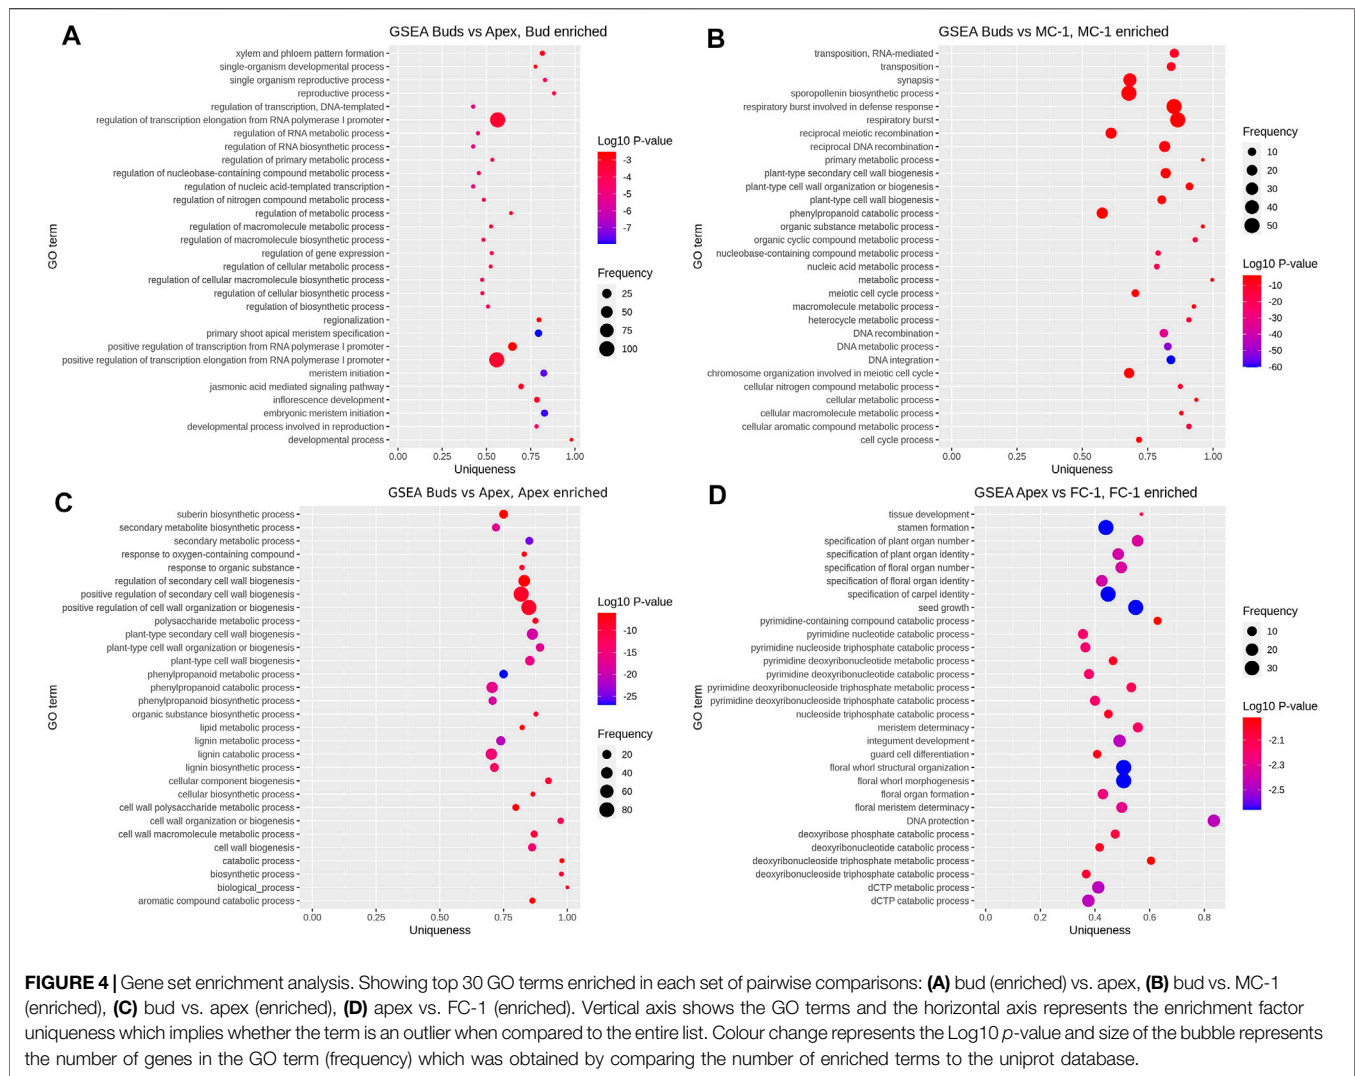 A
GSEA Buds vs Apex, Bud enriched
xylem and phloem pattern formation
single-organism developmental process
single organism reproductive process
reproductive process
regulation of transcription, DNA-templated
regulation of transcription elongation from RNA polymerase I promoter
regulation of RNA metabolic process
regulation of RNA biosynthetic process
regulation of primary metabolic process
regulation of nucleobase-containing compound metabolic process
regulation of nucleic acid-templated transcription
regulation of nitrogen compound metabolic process
regulation of metabolic process
regulation of macromolecule metabolic process
regulation of macromolecule biosynthetic process
regulation of gene expression
regulation of cellular metabolic process
regulation of cellular macromolecule biosynthetic process
regulation of cellular biosynthetic process
regulation of biosynthetic process
regionalization
primary shoot apical meristem specification
positive regulation of transcription from RNA polymerase I promoter
positive regulation of transcription elongation from RNA polymerase I promoter
meristem initiation
jasmonic acid mediated signaling pathway
inflorescence development
embryonic meristem initiation
developmental process involved in reproduction
developmental process
GO term
0.00 0.25 0.50 0.75 1.00
Uniqueness
Log10 P-value
-3
-4
-5
-6
-7
Frequency
25
50
75
100
B
GSEA Buds vs MC-1, MC-1 enriched
transposition, RNA-mediated
transposition
synapsis
sporopollenin biosynthetic process
respiratory burst involved in defense response
respiratory burst
reciprocal meiotic recombination
reciprocal DNA recombination
primary metabolic process
plant-type secondary cell wall biogenesis
plant-type cell wall organization or biogenesis
plant-type cell wall biogenesis
phenylpropanoid catabolic process
organic substance metabolic process
organic cyclic compound metabolic process
nucleobase-containing compound metabolic process
nucleic acid metabolic process
metabolic process
meiotic cell cycle process
macromolecule metabolic process
heterocycle metabolic process
DNA recombination
DNA metabolic process
DNA integration
chromosome organization involved in meiotic cell cycle
cellular nitrogen compound metabolic process
cellular metabolic process
cellular macromolecule metabolic process
cellular aromatic compound metabolic process
cell cycle process
GO term
0.00 0.25 0.50 0.75 1.00
Uniqueness
Frequency
10
20
30
40
50
Log10 P-value
-10
-20
-30
-40
-50
-60
C
GSEA Buds vs Apex, Apex enriched
suberin biosynthetic process
secondary metabolite biosynthetic process
secondary metabolic process
response to oxygen-containing compound
response to organic substance
regulation of secondary cell wall biogenesis
positive regulation of secondary cell wall biogenesis
positive regulation of cell wall organization or biogenesis
polysaccharide metabolic process
plant-type secondary cell wall biogenesis
plant-type cell wall organization or biogenesis
plant-type cell wall biogenesis
phenylpropanoid metabolic process
phenylpropanoid catabolic process
phenylpropanoid biosynthetic process
organic substance biosynthetic process
lipid metabolic process
lignin metabolic process
lignin catabolic process
lignin biosynthetic process
cellular component biogenesis
cellular biosynthetic process
cell wall polysaccharide metabolic process
cell wall organization or biogenesis
cell wall macromolecule metabolic process
cell wall biogenesis
catabolic process
biosynthetic process
biological_process
aromatic compound catabolic process
GO term
0.00 0.25 0.50 0.75 1.00
Uniqueness
Log10 P-value
-10
-15
-20
-25
Frequency
20
40
60
80
D
GSEA Apex vs FC-1, FC-1 enriched
tissue development
stamen formation
specification of plant organ number
specification of plant organ identity
specification of floral organ number
specification of floral organ identity
specification of carpel identity
seed growth
pyrimidine-containing compound catabolic process
pyrimidine nucleotide catabolic process
pyrimidine nucleoside triphosphate catabolic process
pyrimidine deoxyribonucleotide metabolic process
pyrimidine deoxyribonucleotide catabolic process
pyrimidine deoxyribonucleoside triphosphate metabolic process
pyrimidine deoxyribonucleoside triphosphate catabolic process
nucleoside triphosphate catabolic process
meristem determinacy
integument development
guard cell differentiation
floral whorl structural organization
floral whorl morphogenesis
floral organ formation
floral meristem determinacy
DNA protection
deoxyribose phosphate catabolic process
deoxyribonucleotide catabolic process
deoxyribonucleoside triphosphate metabolic process
deoxyribonucleoside triphosphate catabolic process
dCTP metabolic process
dCTP catabolic process
GO term
0.0 0.2 0.4 0.6 0.8
Uniqueness
Frequency
10
20
30
Log10 P-value
-2.1
-2.3
-2.5
FIGURE 4 | Gene set enrichment analysis. Showing top 30 GO terms enriched in each set of pairwise comparisons: (A) bud (enriched) vs. apex, (B) bud vs. MC-1
(enriched), (C) bud vs. apex (enriched), (D) apex vs. FC-1 (enriched). Vertical axis shows the GO terms and the horizontal axis represents the enrichment factor
uniqueness which implies whether the term is an outlier when compared to the entire list. Colour change represents the Log10 p-value and size of the bubble represents
the number of genes in the GO term (frequency) which was obtained by comparing the number of enriched terms to the uniprot database.